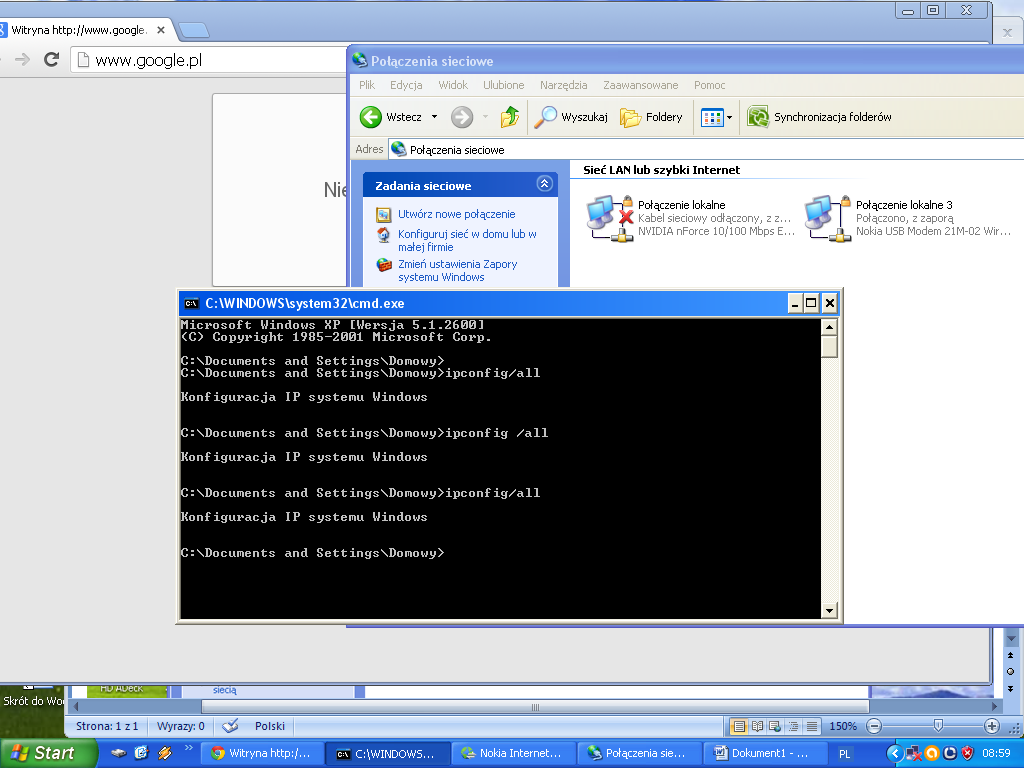 Witryna http://www.google.
www.google.pl
Nie
Połączenia sieciowe
Plik Edycja Widok Ulubione Narzędzia Zaawansowane Pomoc
Wstecz Wyszukaj Foldery Synchronizacja folderów
Adres Połączenia sieciowe
Zadania sieciowe
Utwórz nowe połączenie
Konfiguruj sieć w domu lub w
małej firmie
Zmień ustawienia Zapory
systemu Windows
Sieć LAN lub szybki Internet
Połączenie lokalne
Kabel sieciowy odłączony, z z...
NVIDIA nForce 10/100 Mbps E...
Połączenie lokalne 3
Połączono, z zaporą
Nokia USB Modem 21M-02 Wir...
C:\WINDOWS\system32\cmd.exe
Microsoft Windows XP [Wersja 5.1.2600]
(C) Copyright 1985-2001 Microsoft Corp.
C:\Documents and Settings\Domowy>
C:\Documents and Settings\Domowy>ipconfig/all
Konfiguracja IP systemu Windows
C:\Documents and Settings\Domowy>ipconfig /all
Konfiguracja IP systemu Windows
C:\Documents and Settings\Domowy>ipconfig/all
Konfiguracja IP systemu Windows
C:\Documents and Settings\Domowy>
HD ADeck
siecią
Skrót do Wo
Strona: 1 z 1 Wyrazy: 0 Polski 150%
Start Witryna http:/... C:\WINDOWS... Nokia Internet... Połączenia sie... Dokument1 - ... PL 08:59